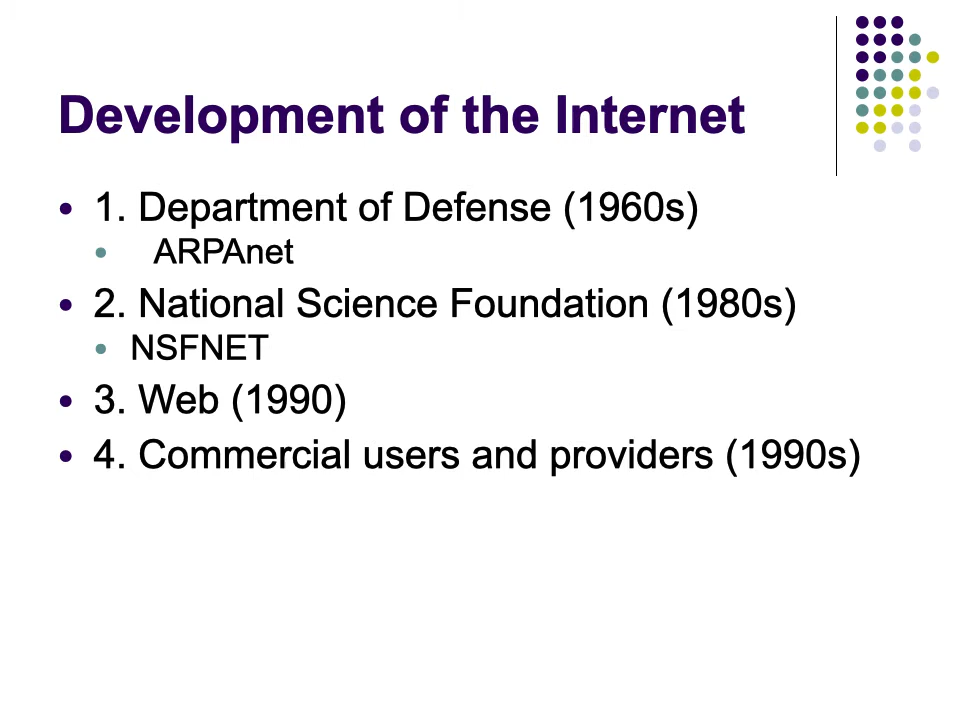 Development of the Internet
• 1. Department of Defense (1960s)
• ARPAnet
• 2. National Science Foundation (1980s)
• NSFNET
• 3. Web (1990)
• 4. Commercial users and providers (1990s)